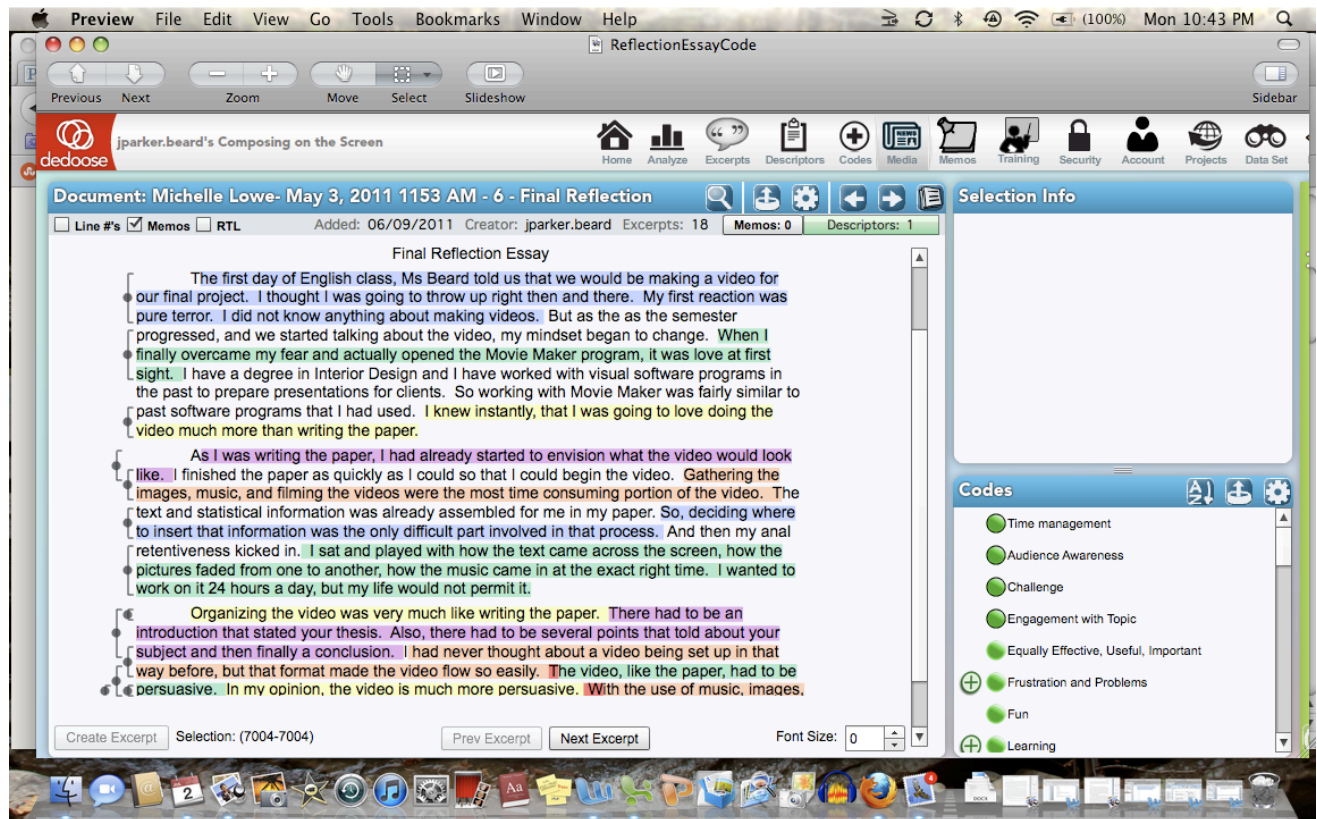 Preview File Edit View Go Tools Bookmarks Window Help (100%) Mon 10:43 PM
ReflectionEssayCode
Previous Next Zoom Move Select Slideshow Sidebar
dedoose jparker.beard's Composing on the Screen
Home Analyze Excerpts Descriptors Codes Media Memos Training Security Account Projects Data Set
Document: Michelle Lowe- May 3, 2011 1153 AM - 6 - Final Reflection
Line #'s Memos RTL Added: 06/09/2011 Creator: jparker.beard Excerpts: 18 Memos: 0 Descriptors: 1
Final Reflection Essay
The first day of English class, Ms Beard told us that we would be making a video for
our final project. I thought I was going to throw up right then and there. My first reaction was
pure terror. I did not know anything about making videos. But as the as the semester
progressed, and we started talking about the video, my mindset began to change. When I
finally overcame my fear and actually opened the Movie Maker program, it was love at first
sight. I have a degree in Interior Design and I have worked with visual software programs in
the past to prepare presentations for clients. So working with Movie Maker was fairly similar to
past software programs that I had used. I knew instantly, that I was going to love doing the
video much more than writing the paper.
As I was writing the paper, I had already started to envision what the video would look
like. I finished the paper as quickly as I could so that I could begin the video. Gathering the
images, music, and filming the videos were the most time consuming portion of the video. The
text and statistical information was already assembled for me in my paper. So, deciding where
to insert that information was the only difficult part involved in that process. And then my anal
retentiveness kicked in. I sat and played with how the text came across the screen, how the
pictures faded from one to another, how the music came in at the exact right time. I wanted to
work on it 24 hours a day, but my life would not permit it.
Organizing the video was very much like writing the paper. There had to be an
introduction that stated your thesis. Also, there had to be several points that told about your
subject and then finally a conclusion. I had never thought about a video being set up in that
way before, but that format made the video flow so easily. The video, like the paper, had to be
persuasive. In my opinion, the video is much more persuasive. With the use of music, images,
Create Excerpt Selection: (7004-7004) Prev Excerpt Next Excerpt Font Size: 0
Selection Info
Codes
Time management
Audience Awareness
Challenge
Engagement with Topic
Equally Effective, Useful, Important
Frustration and Problems
Fun
Learning